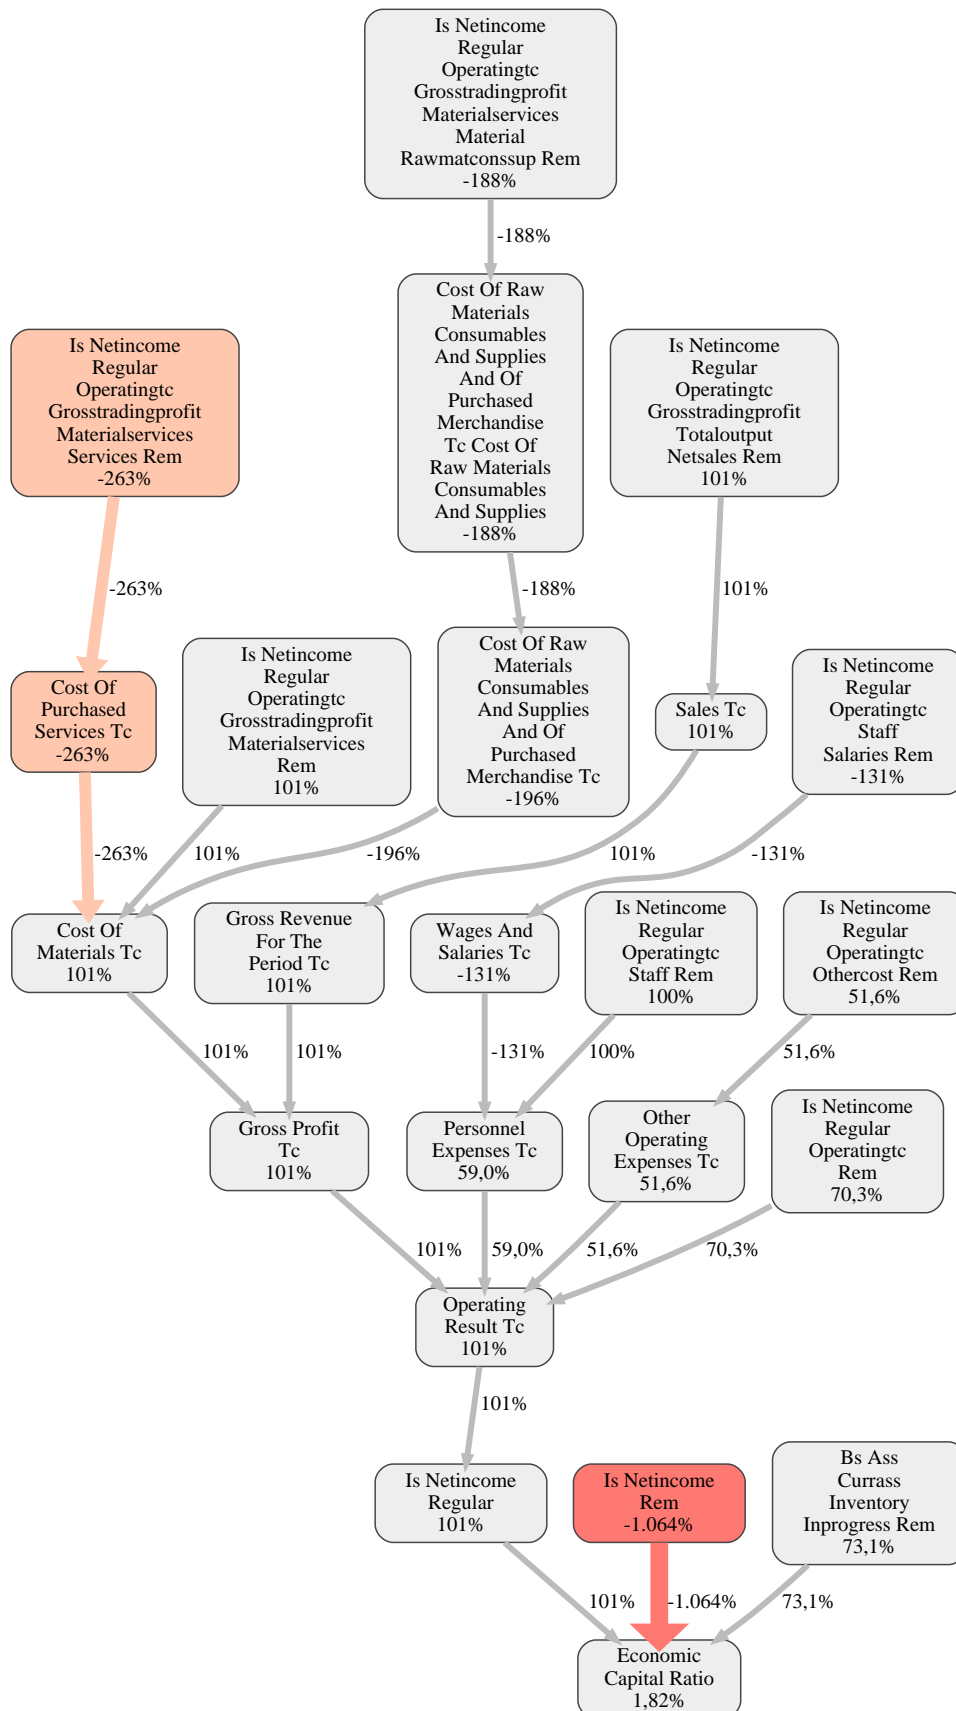 Is Netincome
Regular
Operatingtc
Grosstradingprofit
Materialservices
Material
Rawmatconssup Rem
-188%
-188%
Cost Of Raw
Materials
Consumables
And Supplies
And Of
Purchased
Merchandise
Tc Cost Of
Raw Materials
Consumables
And Supplies
-188%
Is Netincome
Regular
Operatingtc
Grosstradingprofit
Materialservices
Services Rem
-263%
Is Netincome
Regular
Operatingtc
Grosstradingprofit
Totaloutput
Netsales Rem
101%
-263%
-188%
101%
Cost Of
Purchased
Services Tc
-263%
Is Netincome
Regular
Operatingtc
Grosstradingprofit
Materialservices
Rem
101%
Cost Of Raw
Materials
Consumables
And Supplies
And Of
Purchased
Merchandise Tc
-196%
Sales Tc
101%
Is Netincome
Regular
Operatingtc
Staff
Salaries Rem
-131%
-263%
101%
-196%
101%
-131%
Cost Of
Materials Tc
101%
Gross Revenue
For The
Period Tc
101%
Wages And
Salaries Tc
-131%
Is Netincome
Regular
Operatingtc
Staff Rem
100%
Is Netincome
Regular
Operatingtc
Othercost Rem
51,6%
101%
101%
-131%
100%
51,6%
Gross Profit
Tc
101%
Personnel
Expenses Tc
59,0%
Other
Operating
Expenses Tc
51,6%
Is Netincome
Regular
Operatingtc
Rem
70,3%
101%
59,0%
51,6%
70,3%
Operating
Result Tc
101%
101%
Is Netincome
Regular
101%
Is Netincome
Rem
-1.064%
Bs Ass
Currass
Inventory
Inprogress Rem
73,1%
101%
-1.064%
73,1%
Economic
Capital Ratio
1,82%